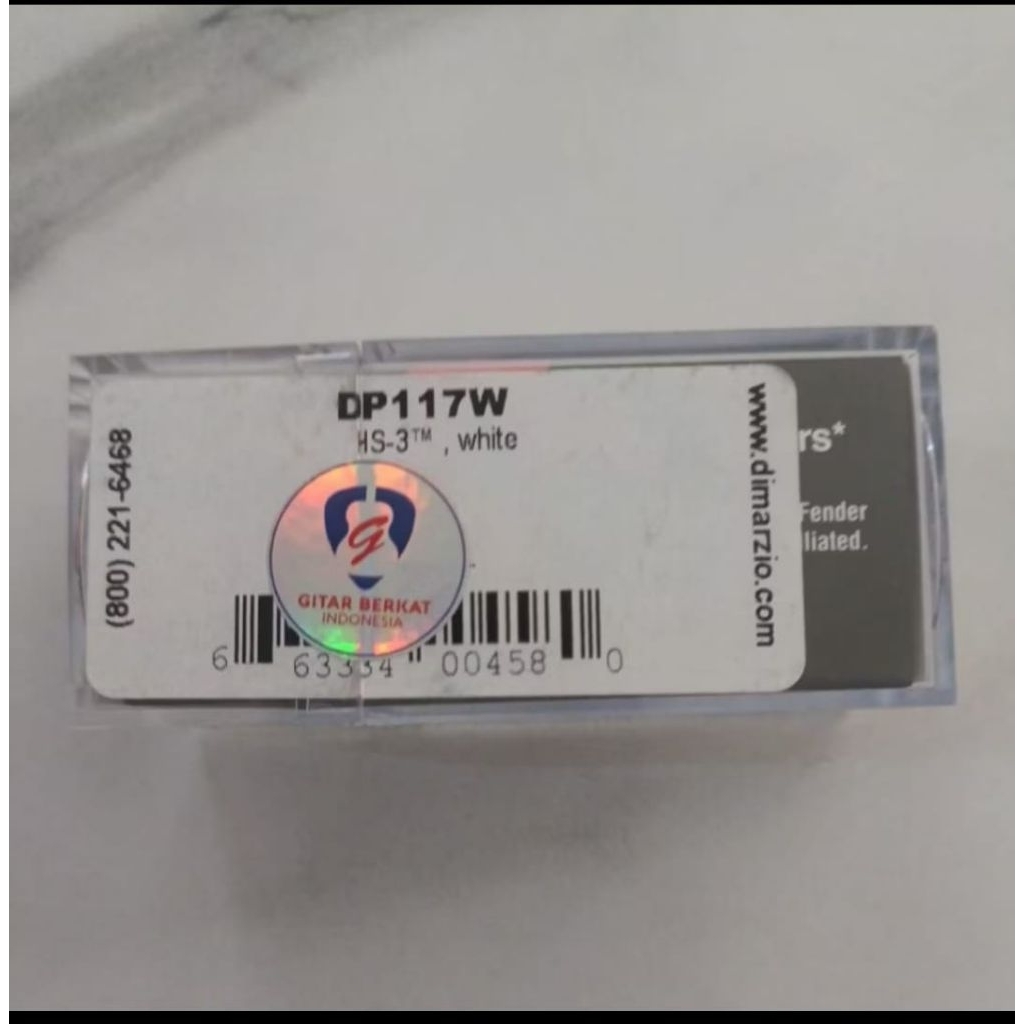 DP117W
HS-3™ , white
(800) 221-6468
www.dimarzio.com
rs*
Fender
liated.
g
GITAR BERKAT
INDONESIA
6 63334 00458 0